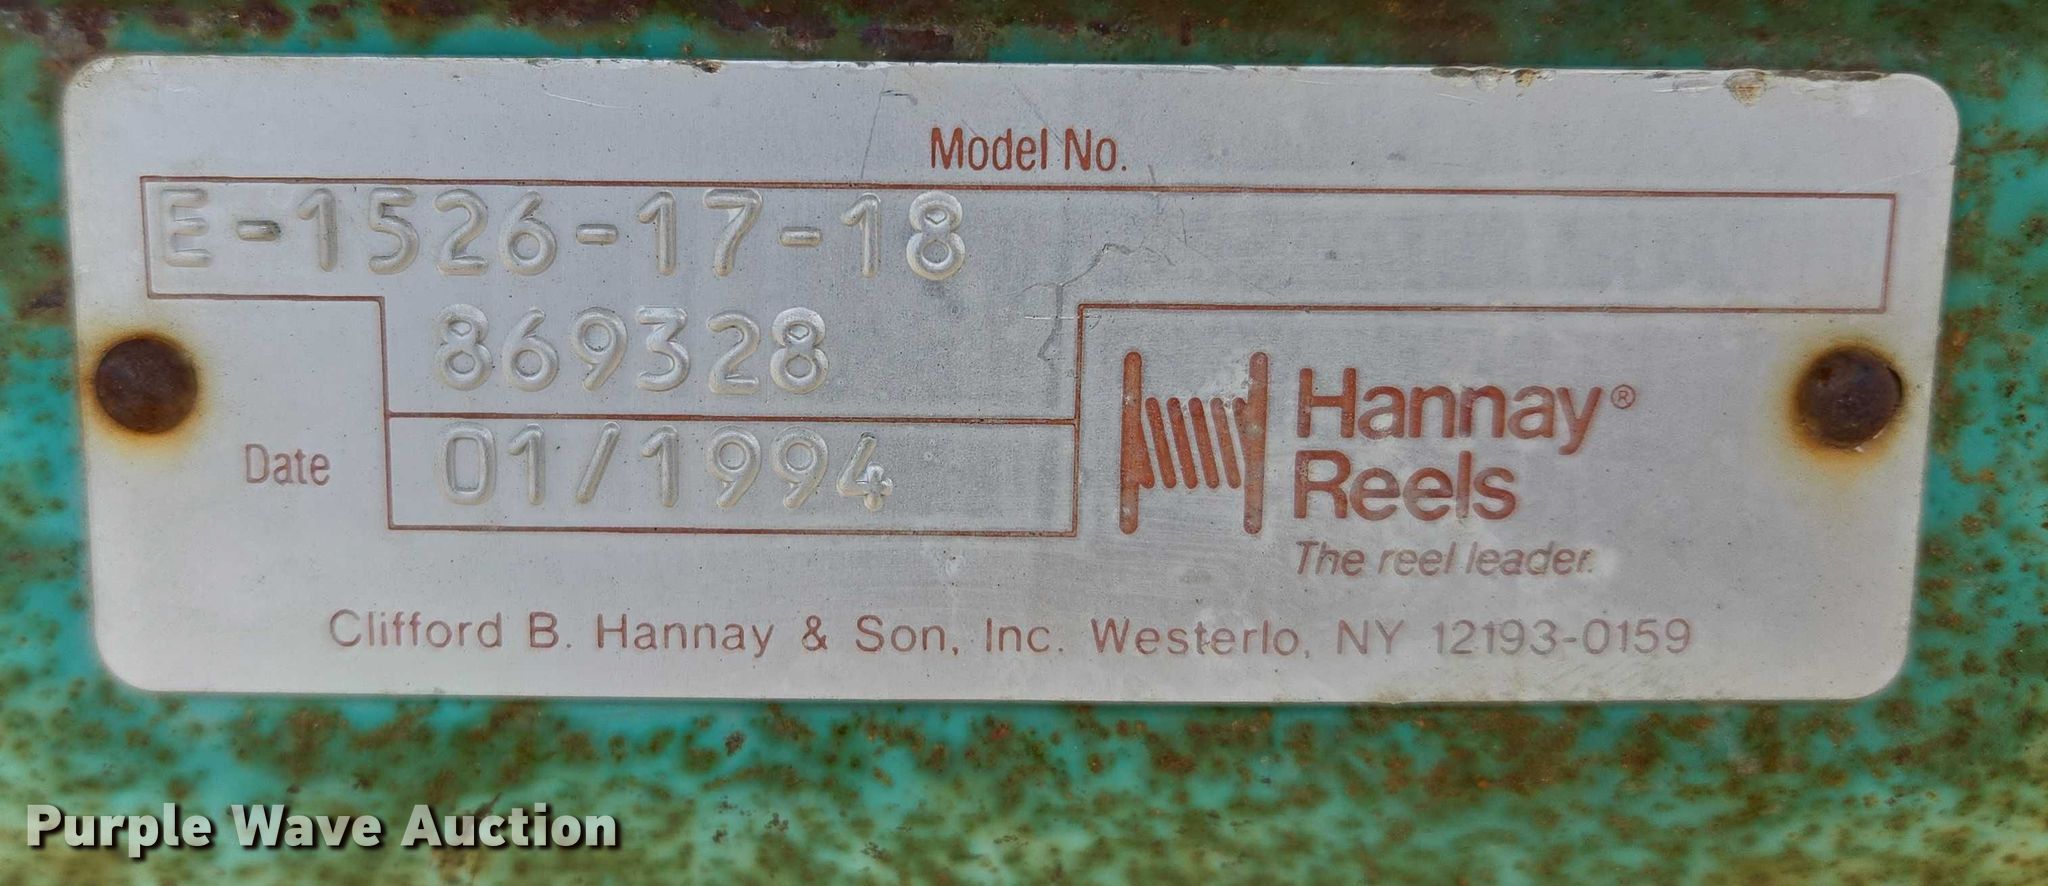 Model No.
E-1526-17-18
869328
Date 01/1994
Hannay®
Reels
The reel leader.
Clifford B. Hannay & Son, Inc. Westerlo, NY 12193-0159
Purple Wave Auction